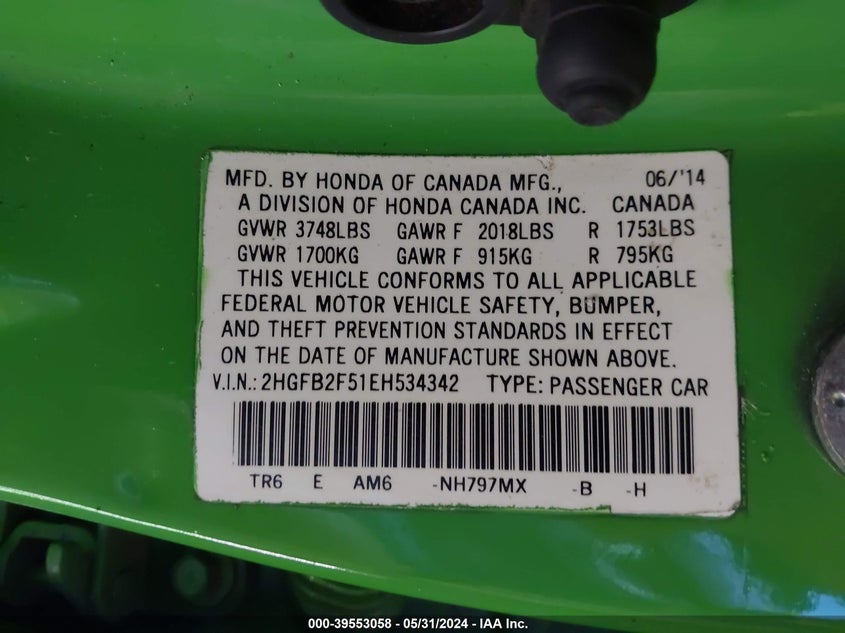 MFD. BY HONDA OF CANADA MFG., 06/'14
A DIVISION OF HONDA CANADA INC. CANADA
GVWR 3748LBS GAWR F 2018LBS R 1753LBS
GVWR 1700KG GAWR F 915KG R 795KG
THIS VEHICLE CONFORMS TO ALL APPLICABLE
FEDERAL MOTOR VEHICLE SAFETY, BUMPER,
AND THEFT PREVENTION STANDARDS IN EFFECT
ON THE DATE OF MANUFACTURE SHOWN ABOVE.
V.I.N.: 2HGFB2F51EH534342 TYPE: PASSENGER CAR
TR6 E AM6 -NH797MX -B -H
000-39553058 - 05/31/2024 - IAA Inc.